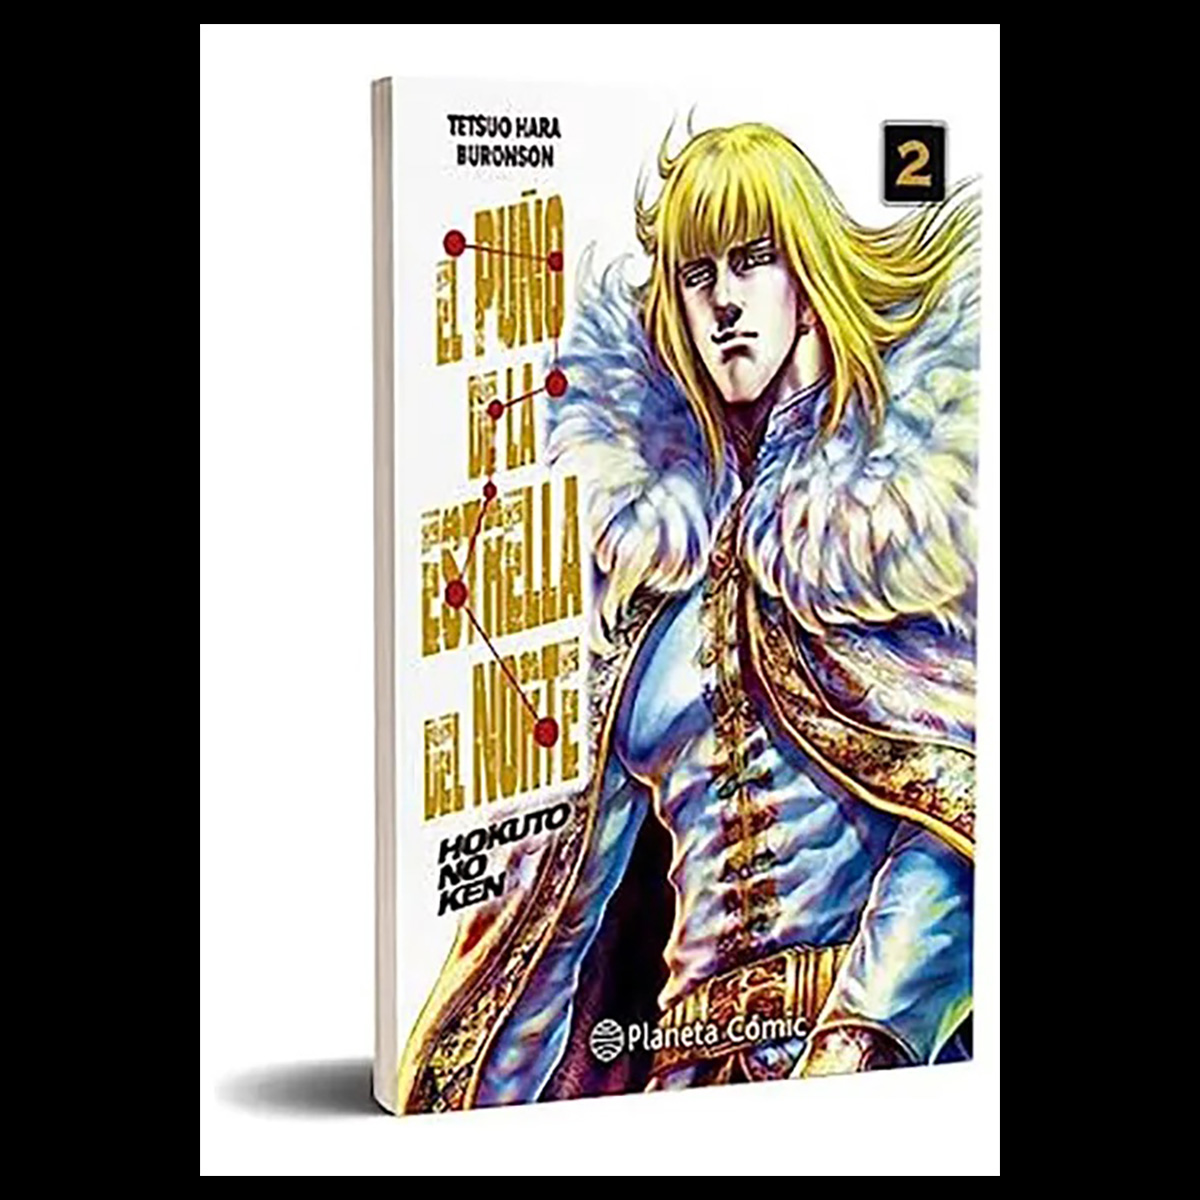 TETSUO HARA
BURONSON
2
EL PUÑO
DE LA
ESTRELLA
DEL NORTE
HOKUTO
NO
KEN
Planeta Cómic